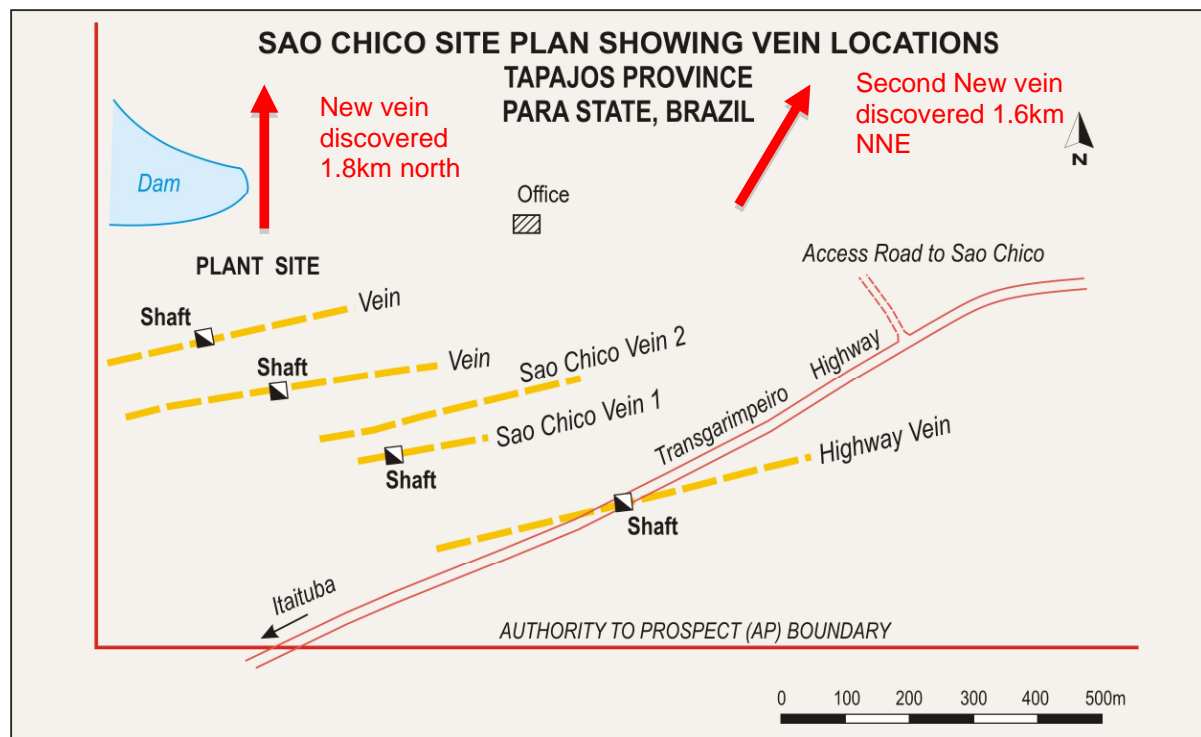 SAO CHICO SITE PLAN SHOWING VEIN LOCATIONS
TAPAJOS PROVINCE
PARA STATE, BRAZIL
New vein
discovered
1.8km north
Second New vein
discovered 1.6km
NNE
N
Dam
Office
PLANT SITE
Access Road to Sao Chico
Shaft
Vein
Shaft
Vein
Sao Chico Vein 2
Sao Chico Vein 1
Shaft
Transgarimpeiro Highway
Highway Vein
Shaft
Itaituba
AUTHORITY TO PROSPECT (AP) BOUNDARY
0 100 200 300 400 500m